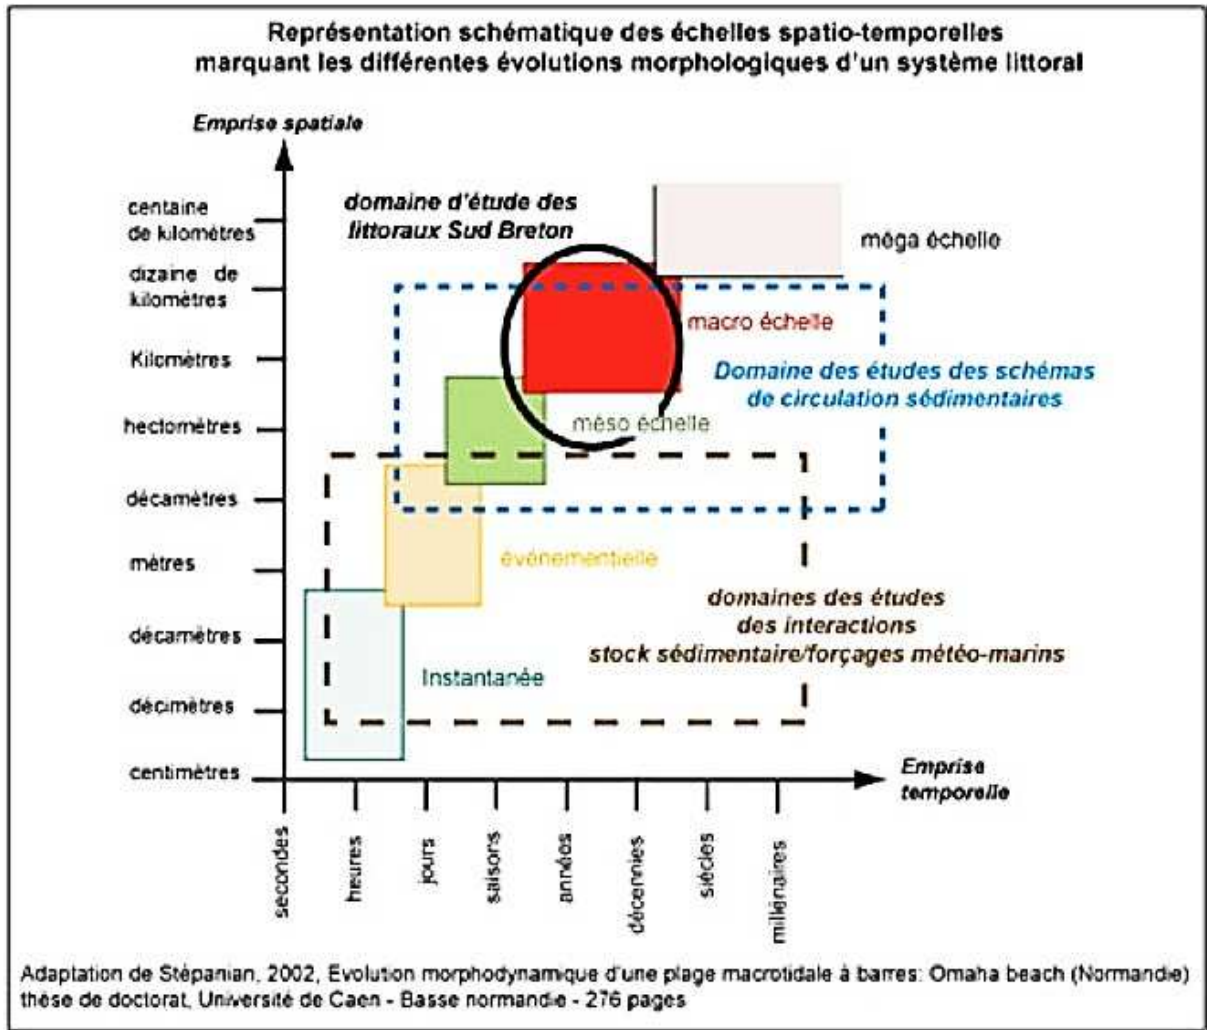 Représentation schématique des échelles spatio-temporelles
marquant les différentes évolutions morphologiques d'un système littoral
Emprise spatiale
domaine d'étude des
littoraux Sud Breton
centaine
de kilomètres
méga échelle
dizaine de
kilomètres
macro échelle
Kilomètres
Domaine des études des schémas
de circulation sédimentaires
hectomètres
méso échelle
décamètres
mètres
événementielle
domaines des études
des interactions
stock sédimentaire/forçages météo-marins
décamètres
Instantanée
décimètres
centimètres
Emprise
temporelle
secondes
heures
jours
saisons
années
décennies
siècles
millénaires
Adaptation de Stépanian, 2002, Evolution morphodynamique d'une plage macrotidale à barres: Omaha beach (Normandie)
thèse de doctorat, Université de Caen - Basse normandie - 276 pages